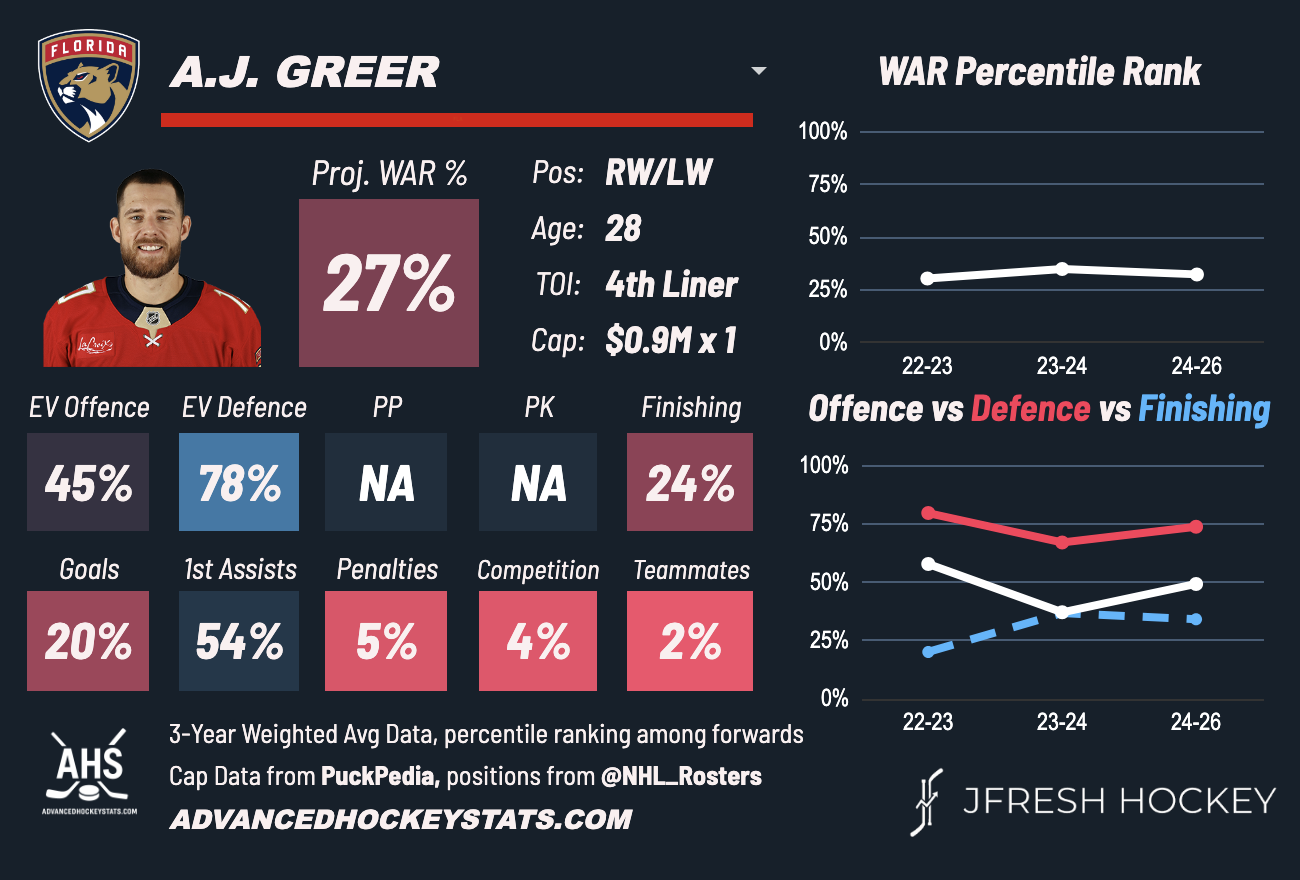 FLORIDA
A.J. GREER
WAR Percentile Rank
Proj. WAR %
27%
Pos: RW/LW
Age: 28
TOI: 4th Liner
Cap: $0.9M x 1
LaCroix
100%
75%
50%
25%
0%
22-23 23-24 24-26
EV Offence EV Defence PP PK Finishing
45% 78% NA NA 24%
Goals 1st Assists Penalties Competition Teammates
20% 54% 5% 4% 2%
Offence vs Defence vs Finishing
100%
75%
50%
25%
0%
22-23 23-24 24-26
AHS
ADVANCEDHOCKEYSTATS.COM
3-Year Weighted Avg Data, percentile ranking among forwards
Cap Data from PuckPedia, positions from @NHL_Rosters
ADVANCEDHOCKEYSTATS.COM
JFRESH HOCKEY